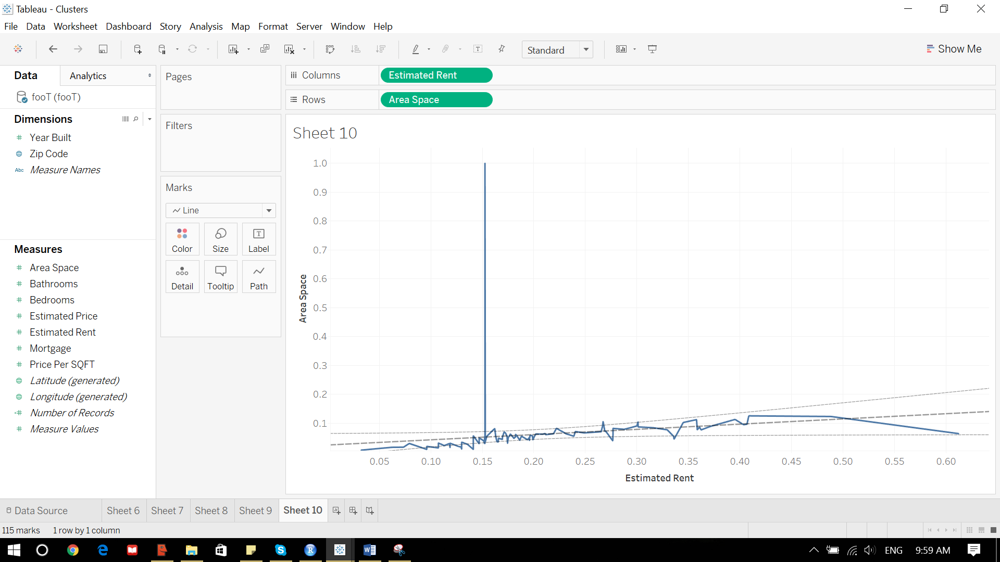 Tableau - Clusters
File Data Worksheet Dashboard Story Analysis Map Format Server Window Help
Standard
Show Me
Data Analytics
fooT (fooT)
Dimensions
Year Built
Zip Code
Abc Measure Names
Measures
Area Space
Bathrooms
Bedrooms
Estimated Price
Estimated Rent
Mortgage
Price Per SQFT
Latitude (generated)
Longitude (generated)
Number of Records
Measure Values
Pages
Filters
Marks
Line
Color Size Label
Detail Tooltip Path
Columns Estimated Rent
Rows Area Space
Sheet 10
1.0
0.9
0.8
0.7
0.6
0.5
0.4
0.3
0.2
0.1
Area Space
0.05 0.10 0.15 0.20 0.25 0.30 0.35 0.40 0.45 0.50 0.55 0.60
Estimated Rent
Data Source Sheet 6 Sheet 7 Sheet 8 Sheet 9 Sheet 10
115 marks 1 row by 1 column
ENG 9:59 AM